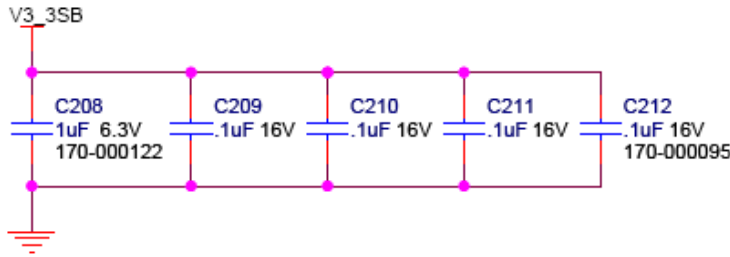 V3_3SB
C208
1uF 6.3V
170-000122
C209
.1uF 16V
C210
.1uF 16V
C211
.1uF 16V
C212
.1uF 16V
170-000095